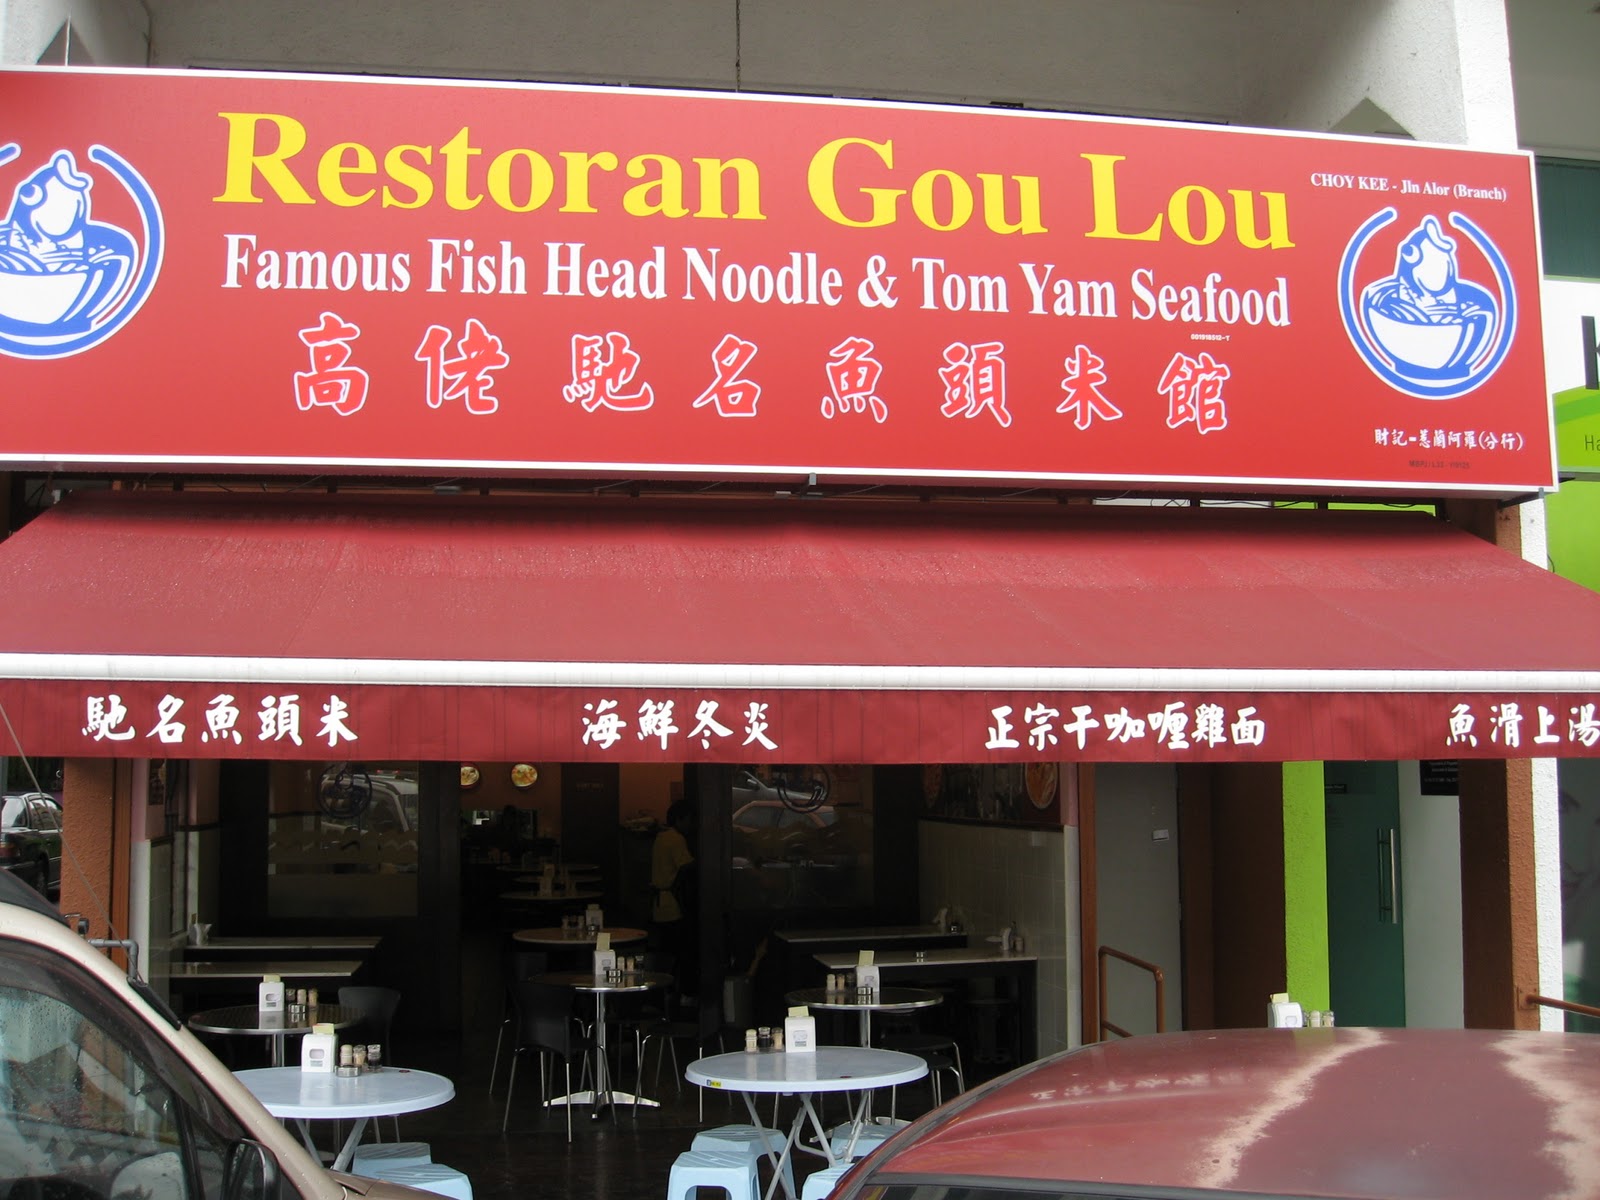 Restoran Gou Lou
CHOY KEE - Jln Alor (Branch)
Famous Fish Head Noodle & Tom Yam Seafood
001918513-T
高佬馳名魚頭米館
財記-惹蘭阿羅(分行)
馳名魚頭米
海鮮冬炎
正宗干咖喱雞面
魚滑上湯